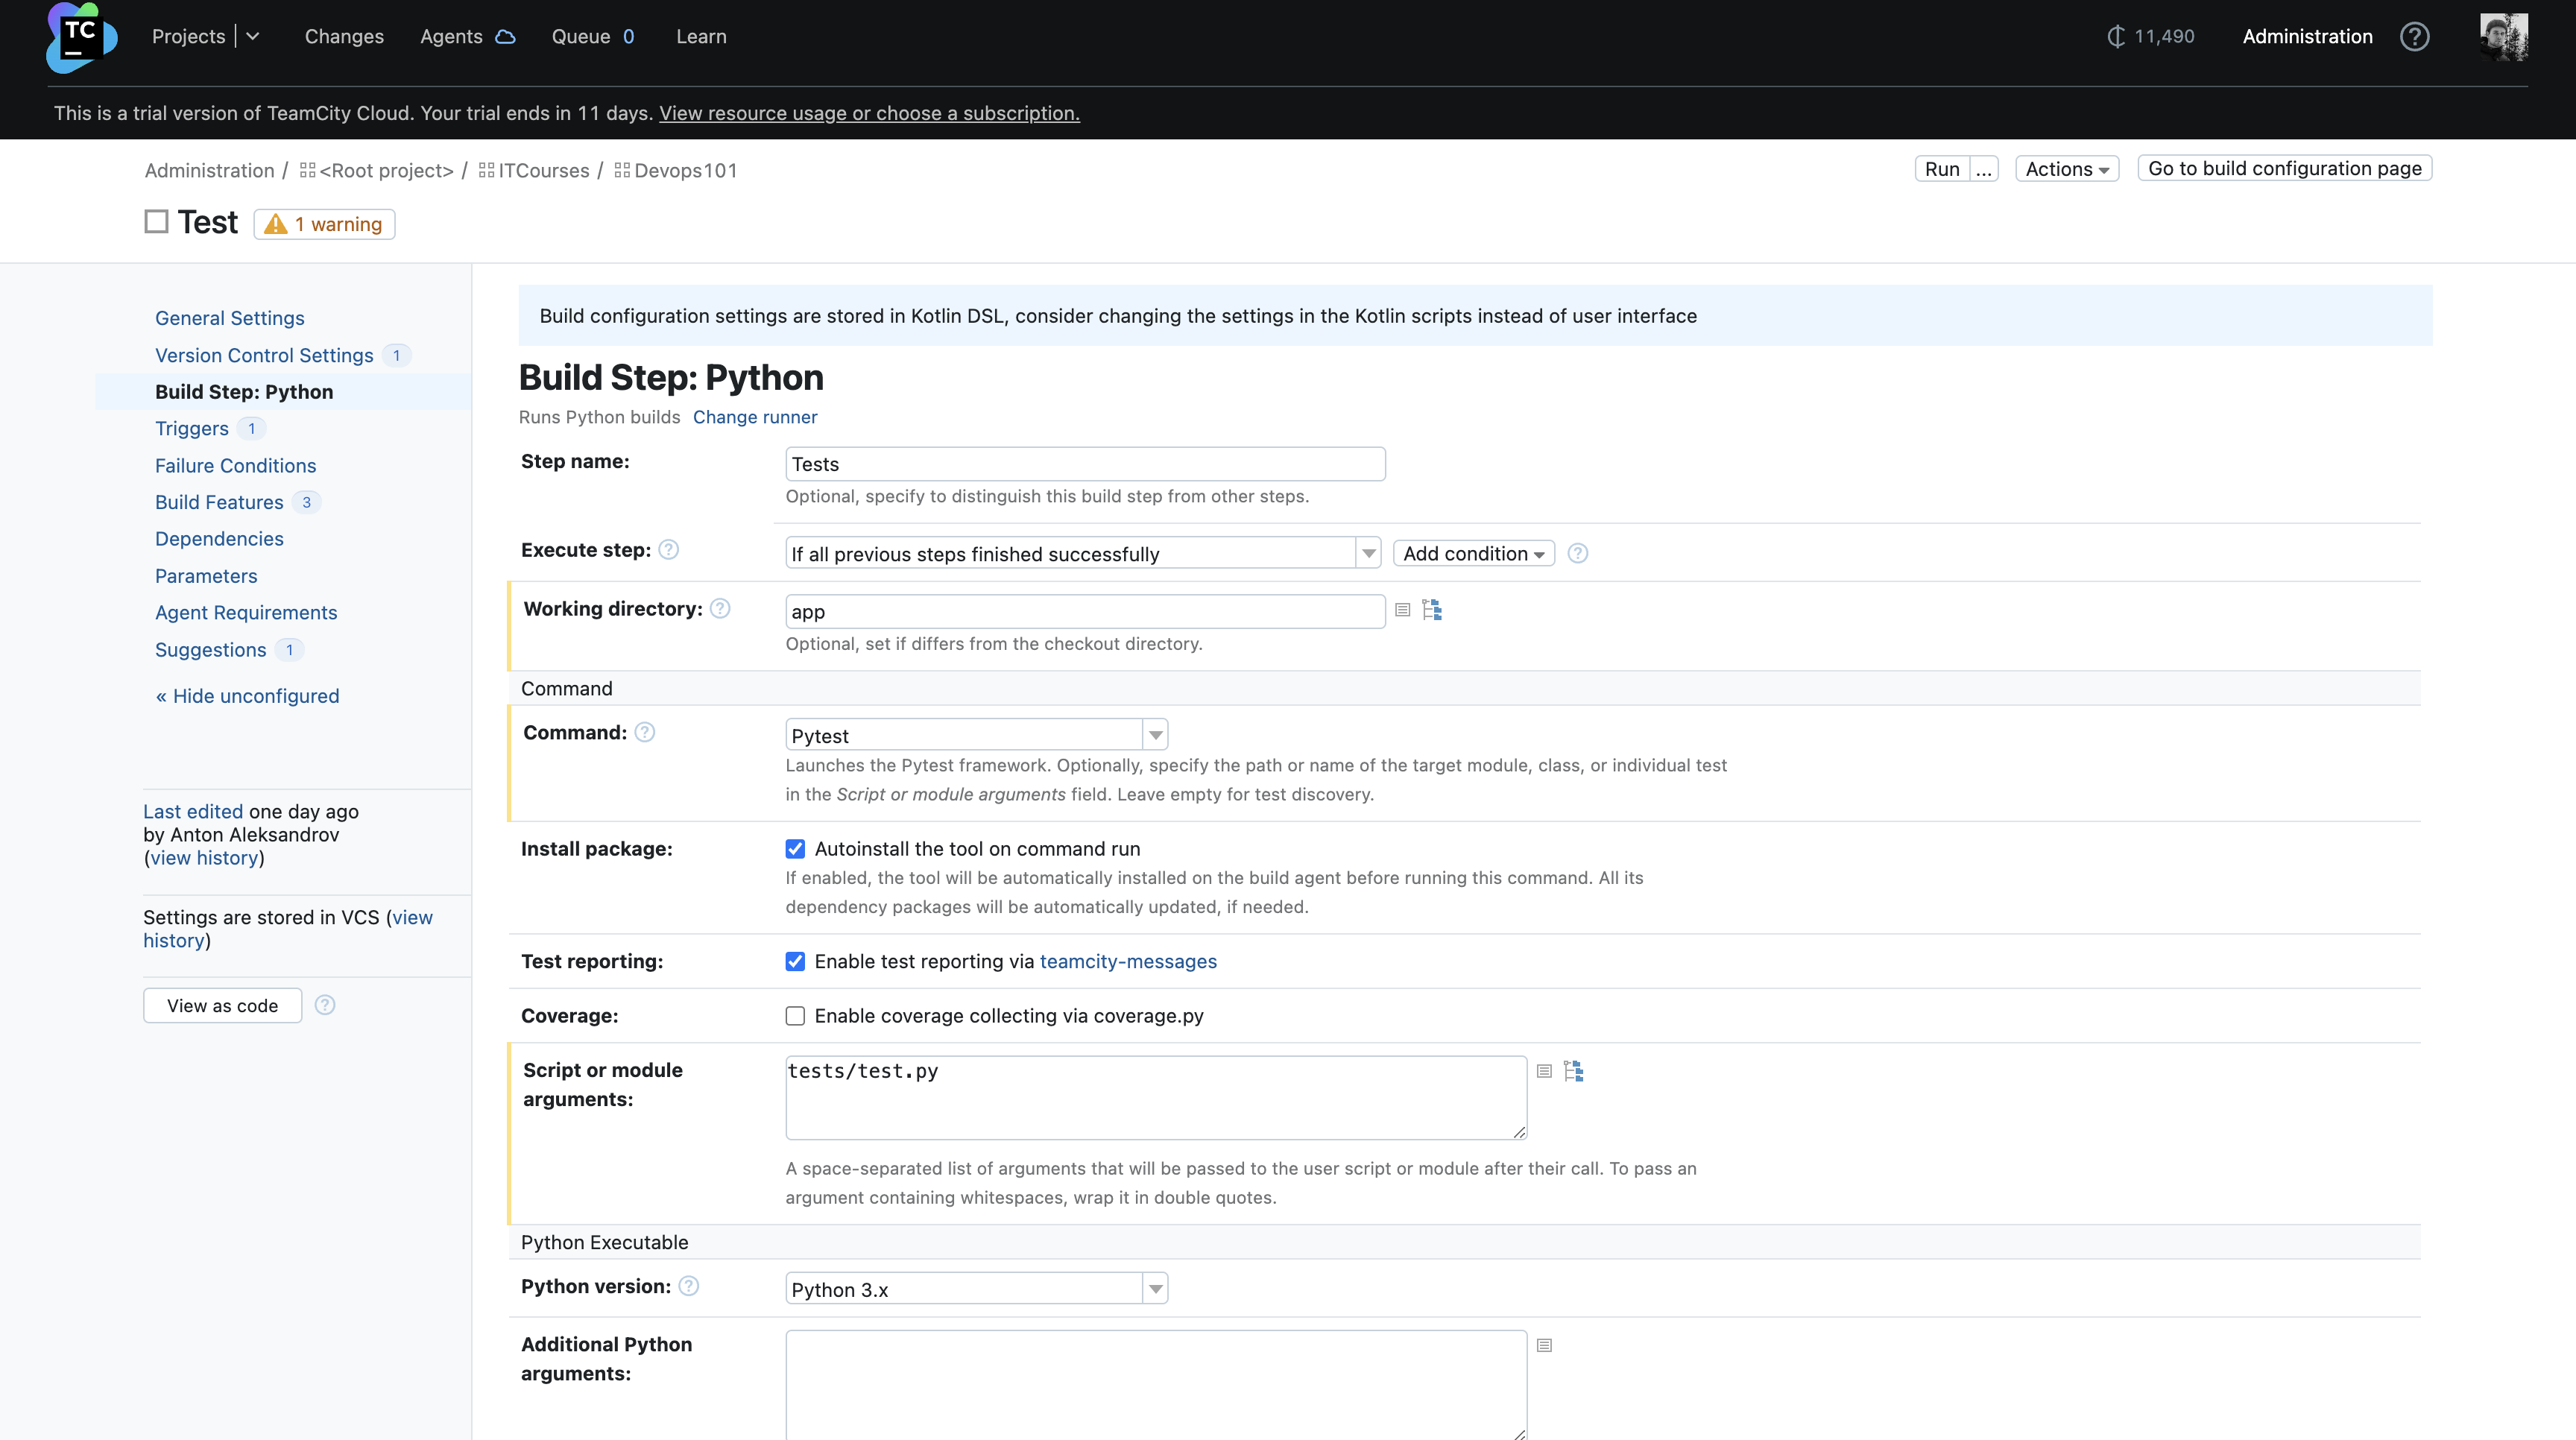 TC
Projects
Changes
Agents
Queue 0
Learn
11,490
Administration
This is a trial version of TeamCity Cloud. Your trial ends in 11 days. View resource usage or choose a subscription.
Administration / <Root project> / ITCourses / Devops101
Run ...
Actions
Go to build configuration page
Test
1 warning
General Settings
Version Control Settings 1
Build Step: Python
Triggers 1
Failure Conditions
Build Features 3
Dependencies
Parameters
Agent Requirements
Suggestions 1
« Hide unconfigured
Last edited one day ago
by Anton Aleksandrov
(view history)
Settings are stored in VCS (view
history)
View as code ?
Build configuration settings are stored in Kotlin DSL, consider changing the settings in the Kotlin scripts instead of user interface
Build Step: Python
Runs Python builds Change runner
Step name:
Tests
Optional, specify to distinguish this build step from other steps.
Execute step: ?
If all previous steps finished successfully
Add condition ?
Working directory: ?
app
Optional, set if differs from the checkout directory.
Command
Command: ?
Pytest
Launches the Pytest framework. Optionally, specify the path or name of the target module, class, or individual test
in the Script or module arguments field. Leave empty for test discovery.
Install package:
Autoinstall the tool on command run
If enabled, the tool will be automatically installed on the build agent before running this command. All its
dependency packages will be automatically updated, if needed.
Test reporting:
Enable test reporting via teamcity-messages
Coverage:
Enable coverage collecting via coverage.py
Script or module
arguments:
tests/test.py
A space-separated list of arguments that will be passed to the user script or module after their call. To pass an
argument containing whitespaces, wrap it in double quotes.
Python Executable
Python version: ?
Python 3.x
Additional Python
arguments: